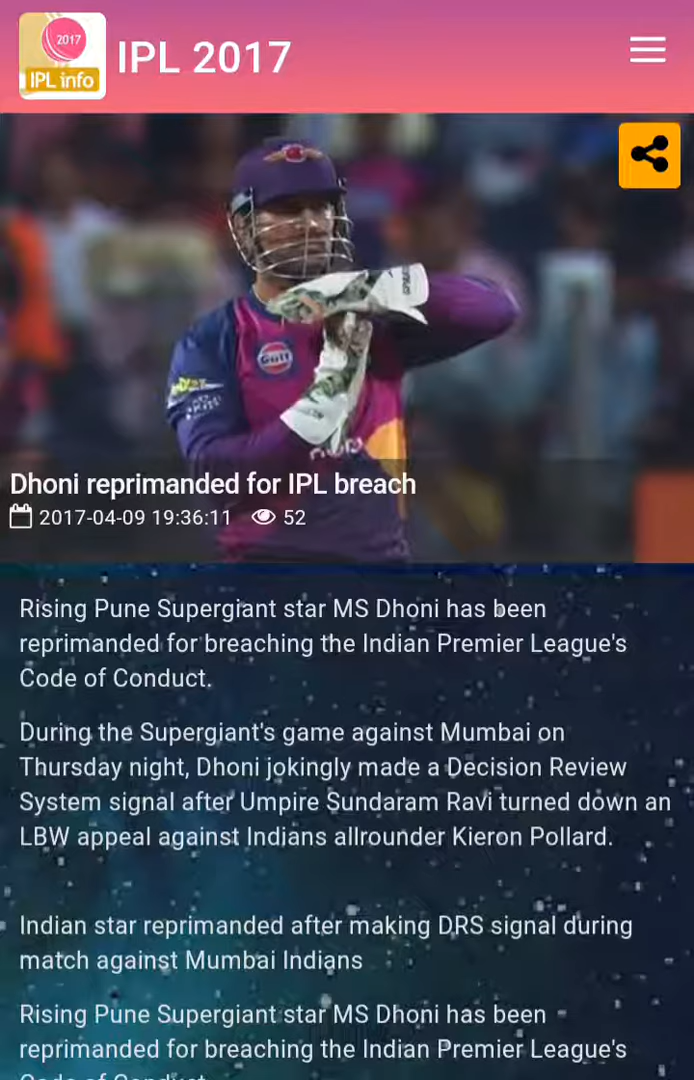 2017
IPL info
IPL 2017
Gulf
Dhoni reprimanded for IPL breach
2017-04-09 19:36:11 52
Rising Pune Supergiant star MS Dhoni has been
reprimanded for breaching the Indian Premier League's
Code of Conduct.
During the Supergiant's game against Mumbai on
Thursday night, Dhoni jokingly made a Decision Review
System signal after Umpire Sundaram Ravi turned down an
LBW appeal against Indians allrounder Kieron Pollard.
Indian star reprimanded after making DRS signal during
match against Mumbai Indians
Rising Pune Supergiant star MS Dhoni has been
reprimanded for breaching the Indian Premier League's
Code of Conduct.